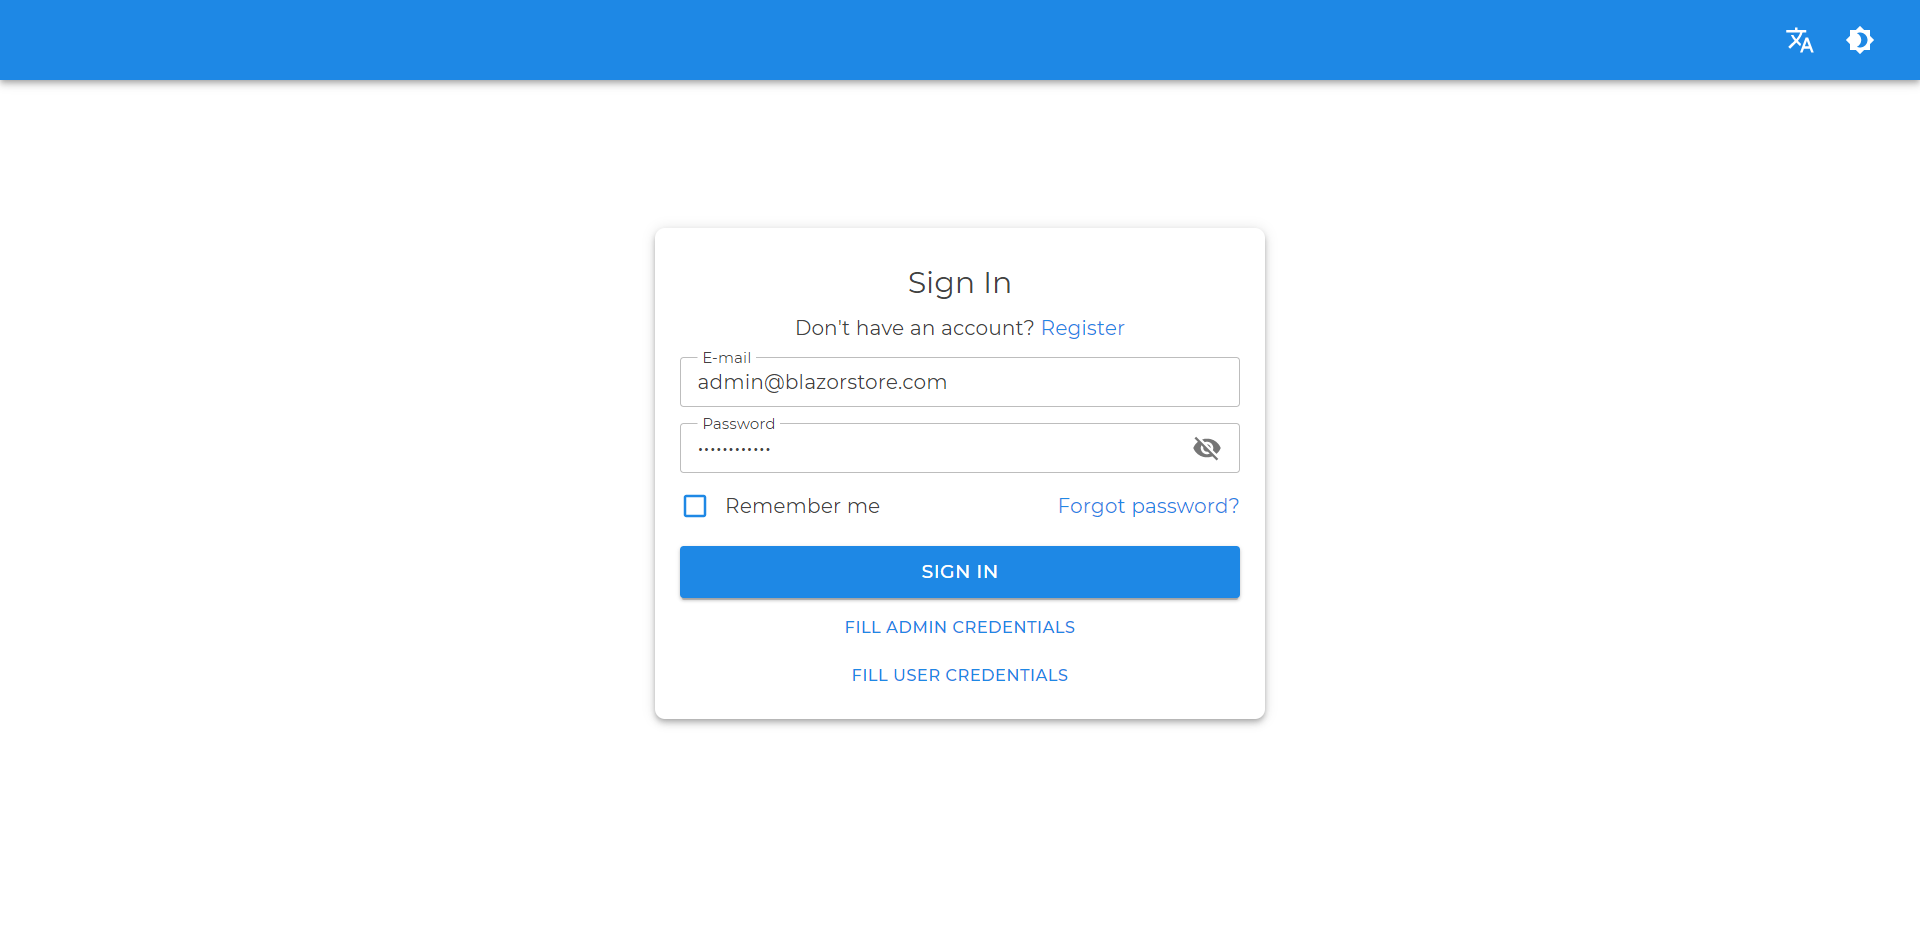 Sign In
Don't have an account? Register
E-mail
admin@blazorstore.com
Password
••••••••••••
Remember me
Forgot password?
SIGN IN
FILL ADMIN CREDENTIALS
FILL USER CREDENTIALS